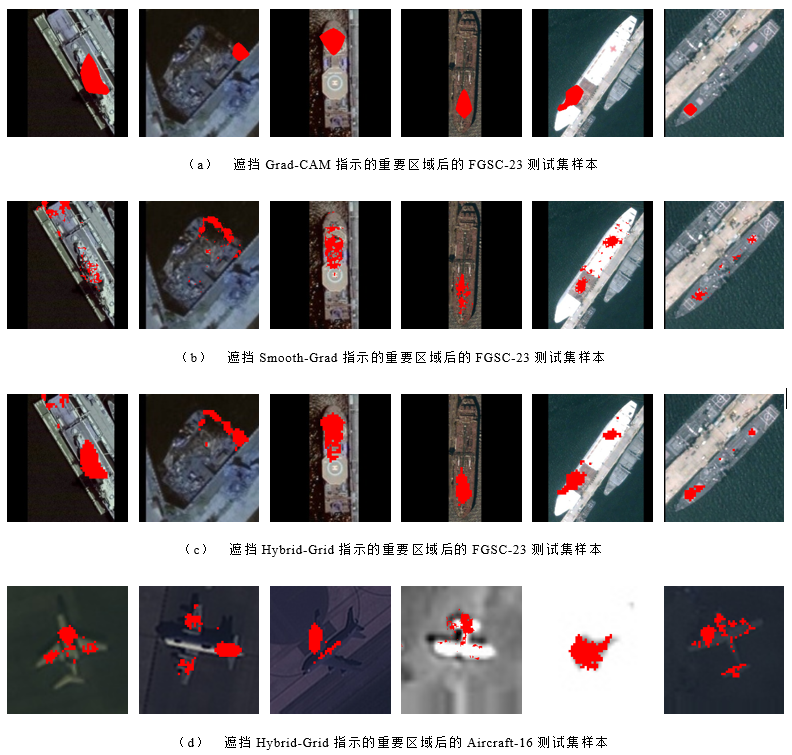 （a） 遮挡 Grad-CAM 指示的重要区域后的 FGSC-23 测试集样本
（b） 遮挡 Smooth-Grad 指示的重要区域后的 FGSC-23 测试集样本
（c） 遮挡 Hybrid-Grid 指示的重要区域后的 FGSC-23 测试集样本
（d） 遮挡 Hybrid-Grid 指示的重要区域后的 Aircraft-16 测试集样本